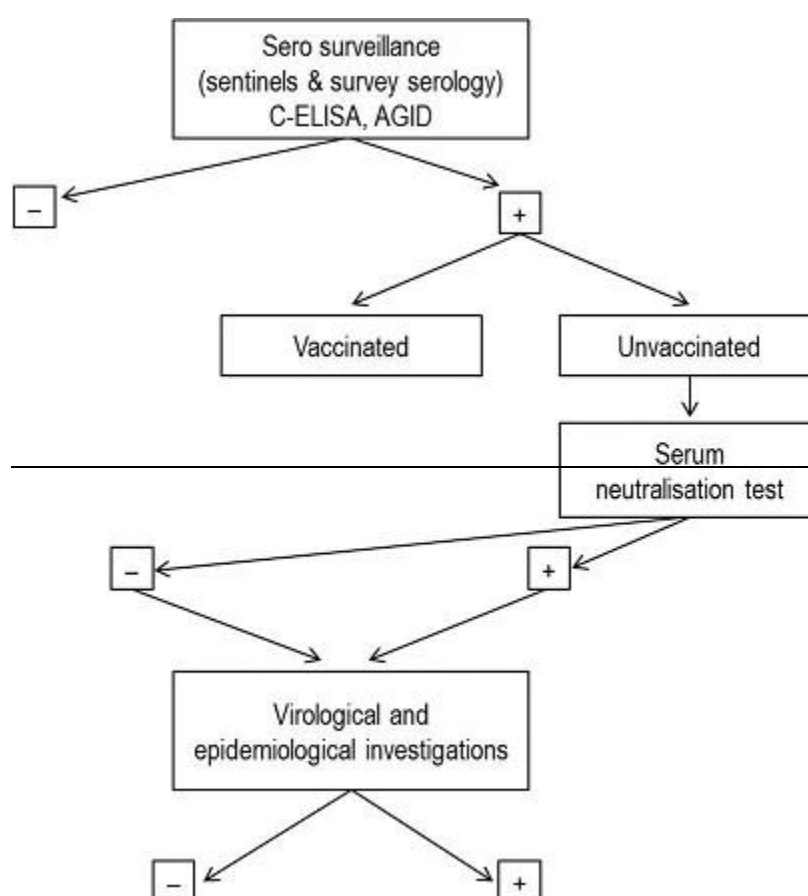 Sero surveillance
(sentinels & survey serology)
C-ELISA, AGID
–
+
Vaccinated
Unvaccinated
Serum
neutralisation test
–
+
Virological and
epidemiological investigations
–
+